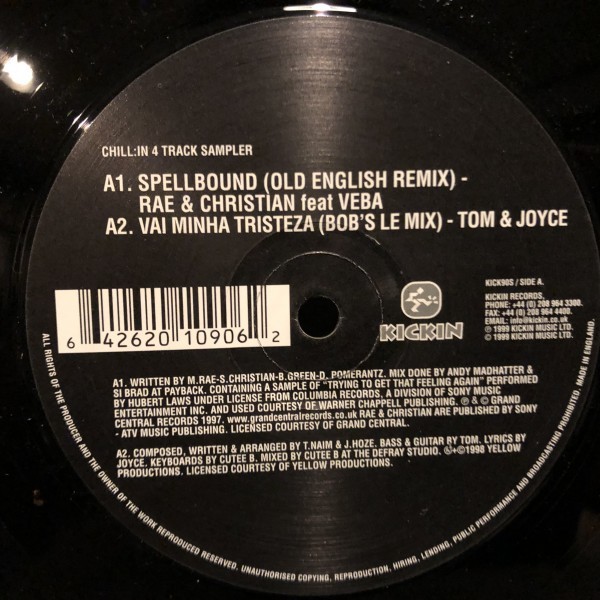 CHILL:IN 4 TRACK SAMPLER
A1. SPELLBOUND (OLD ENGLISH REMIX) -
RAE & CHRISTIAN feat VEBA
A2. VAI MINHA TRISTEZA (BOB'S LE MIX) - TOM & JOYCE
KICK90S / SIDE A.
KICKIN RECORDS,
PHONE: +44 (0) 208 964 3300.
FAX: +44 (0) 208 964 4400.
EMAIL: info@kickin.co.uk
℗ 1999 KICKIN MUSIC LTD.
© 1999 KICKIN MUSIC LTD.
KICKIN
6 42620 10906 2
A1. WRITTEN BY M.RAE-S.CHRISTIAN-B.GREEN-D. POMERANTZ. MIX DONE BY ANDY MADHATTER &
SI BRAD AT PAYBACK. CONTAINING A SAMPLE OF "TRYING TO GET THAT FEELING AGAIN" PERFORMED
BY HUBERT LAWS UNDER LICENSE FROM COLUMBIA RECORDS, A DIVISION OF SONY MUSIC
ENTERTAINMENT INC. AND USED COURTESY OF WARNER CHAPPELL PUBLISHING. ℗ & © GRAND
CENTRAL RECORDS 1997. www.grandcentralrecords.co.uk RAE & CHRISTIAN ARE PUBLISHED BY SONY
- ATV MUSIC PUBLISHING. LICENSED COURTESY OF GRAND CENTRAL.
A2. COMPOSED, WRITTEN & ARRANGED BY T.NAIM & J.HOZE. BASS & GUITAR BY TOM. LYRICS BY
JOYCE. KEYBOARDS BY CUTEE B. MIXED BY CUTEE B AT THE DEFRAY STUDIO. ℗+©1998 YELLOW
PRODUCTIONS. LICENSED COURTESY OF YELLOW PRODUCTIONS.
ALL RIGHTS OF THE PRODUCER AND THE OWNER OF THE WORK REPRODUCED RESERVED. UNAUTHORISED COPYING, REPRODUCTION, HIRING, LENDING, PUBLIC PERFORMANCE AND BROADCASTING PROHIBITED. MADE IN ENGLAND.